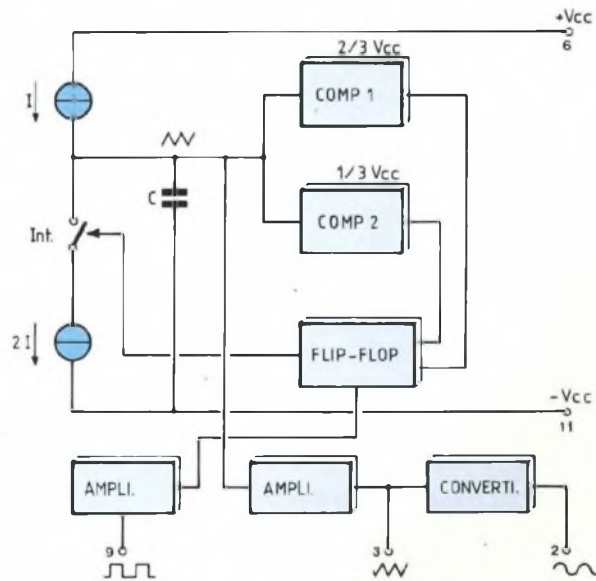 +Vcc
6
2/3 Vcc
COMP 1
I
1/3 Vcc
C
COMP 2
Int.
2 I
FLIP-FLOP
-Vcc
11
AMPLI.
AMPLI.
CONVERTI.
9
3
2